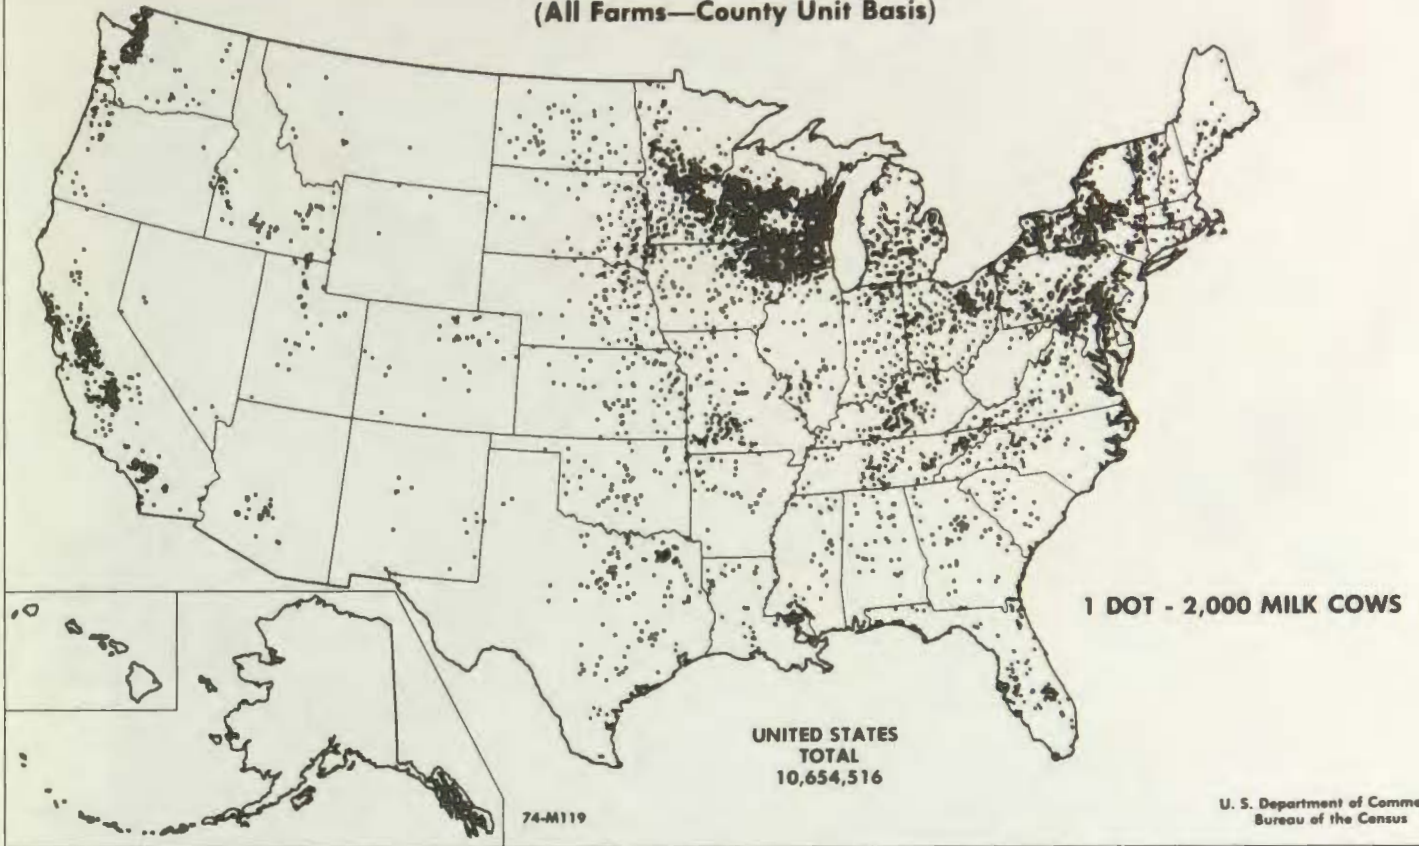 (All Farms—County Unit Basis)
1 DOT - 2,000 MILK COWS
UNITED STATES
TOTAL
10,654,516
74-M119
U. S. Department of
Bureau of the Census